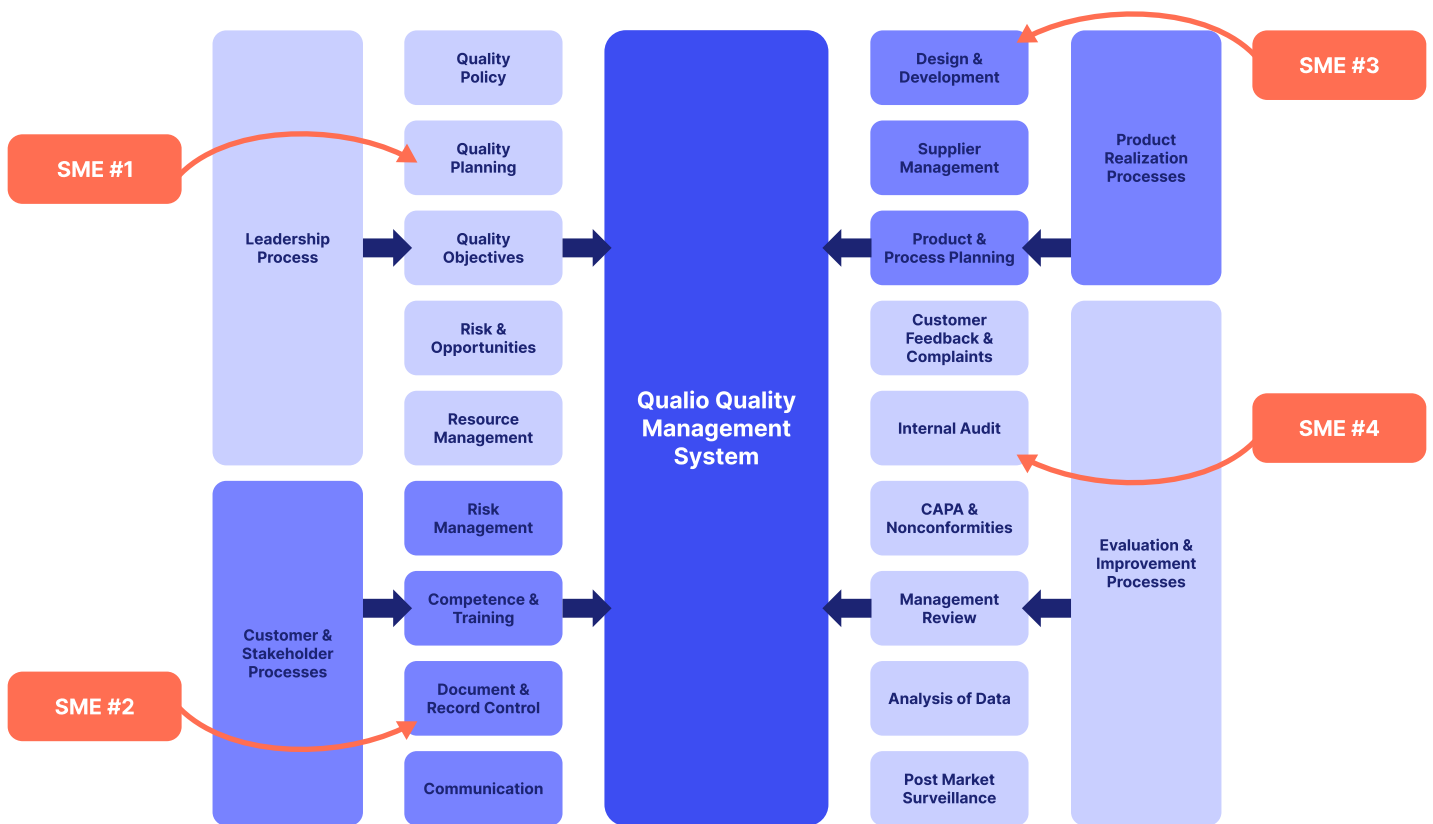 SME #1
SME #2
Leadership
Process
Customer &
Stakeholder
Processes
Quality
Policy
Quality
Planning
Quality
Objectives
Risk &
Opportunities
Resource
Management
Risk
Management
Competence &
Training
Document &
Record Control
Communication
Qualio Quality
Management
System
Design &
Development
Supplier
Management
Product &
Process Planning
Customer
Feedback &
Complaints
Internal Audit
CAPA &
Nonconformities
Management
Review
Analysis of Data
Post Market
Surveillance
Product
Realization
Processes
Evaluation &
Improvement
Processes
SME #3
SME #4